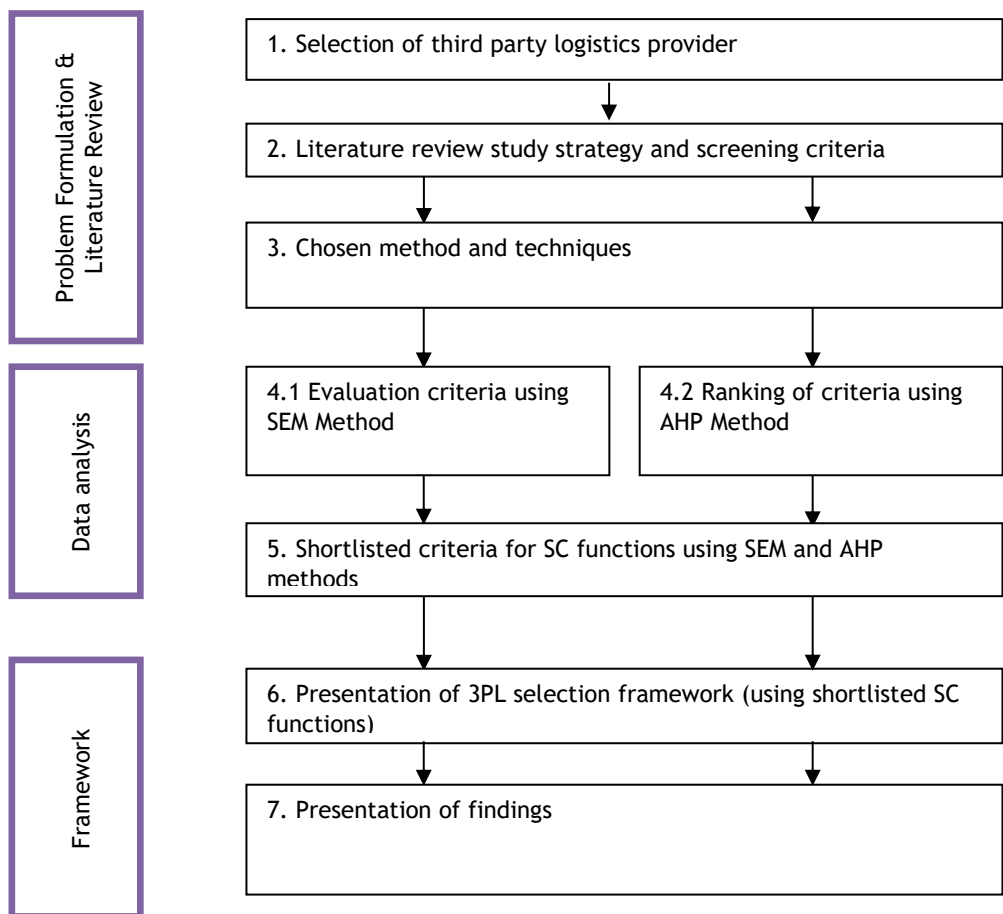 Problem Formulation &
Literature Review
1. Selection of third party logistics provider
2. Literature review study strategy and screening criteria
3. Chosen method and techniques
Data analysis
4.1 Evaluation criteria using
SEM Method
4.2 Ranking of criteria using
AHP Method
5. Shortlisted criteria for SC functions using SEM and AHP
methods
Framework
6. Presentation of 3PL selection framework (using shortlisted SC
functions)
7. Presentation of findings